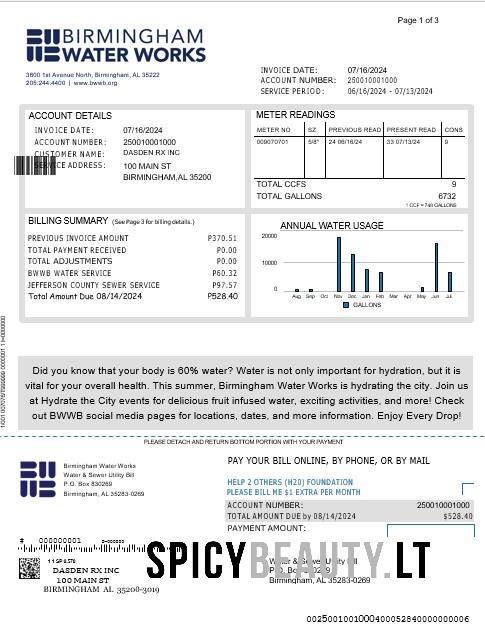 Page 1 of 3
BIRMINGHAM
WATER WORKS
3600 1st Avenue North, Birmingham, AL 35222
205.244.4400 | www.bwwb.org
INVOICE DATE: 07/16/2024
ACCOUNT NUMBER: 250010001000
SERVICE PERIOD: 06/16/2024 - 07/13/2024
ACCOUNT DETAILS
INVOICE DATE: 07/16/2024
ACCOUNT NUMBER: 250010001000
CUSTOMER NAME: DASDEN RX INC
SERVICE ADDRESS: 100 MAIN ST
BIRMINGHAM,AL 35200
METER READINGS
METER NO SZ PREVIOUS READ PRESENT READ CONS
009070701 5/8" 24 06/16/24 33 07/13/24 9
TOTAL CCFS 9
TOTAL GALLONS 6732
1 CCF = 748 GALLONS
BILLING SUMMARY (See Page 3 for billing details.)
PREVIOUS INVOICE AMOUNT ₽370.51
TOTAL PAYMENT RECEIVED ₽0.00
TOTAL ADJUSTMENTS ₽0.00
BWWB WATER SERVICE ₽60.32
JEFFERSON COUNTY SEWER SERVICE ₽97.57
Total Amount Due 08/14/2024 ₽528.40
ANNUAL WATER USAGE
20000
10000
0
Aug Sep Oct Nov Dec Jan Feb Mar Apr May Jun Jul
GALLONS
Did you know that your body is 60% water? Water is not only important for hydration, but it is
vital for your overall health. This summer, Birmingham Water Works is hydrating the city. Join us
at Hydrate the City events for delicious fruit infused water, exciting activities, and more! Check
out BWWB social media pages for locations, dates, and more information. Enjoy Every Drop!
PLEASE DETACH AND RETURN BOTTOM PORTION WITH YOUR PAYMENT
Birmingham Water Works
Water & Sewer Utility Bill
P.O. Box 830269
Birmingham, AL 35283-0269
PAY YOUR BILL ONLINE, BY PHONE, OR BY MAIL
HELP 2 OTHERS (H20) FOUNDATION
PLEASE BILL ME $1 EXTRA PER MONTH
ACCOUNT NUMBER: 250010001000
TOTAL AMOUNT DUE by 08/14/2024 $528.40
PAYMENT AMOUNT:
# 000000001
SPICYBEAUTY.LT
DASDEN RX INC
100 MAIN ST
BIRMINGHAM AL 35200-3019
Water & Sewer Utility Bill
P.O. Box 830269
Birmingham, AL 35283-0269